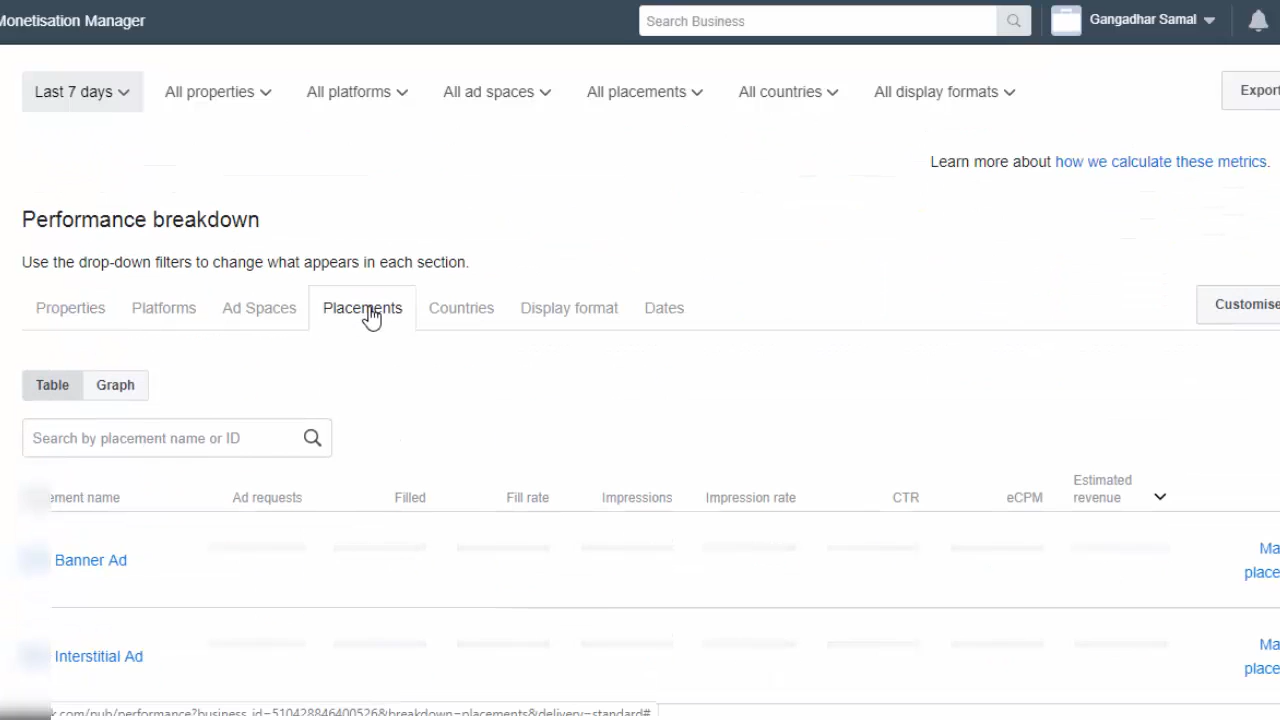 Monetisation Manager
Search Business
Gangadhar Samal
Last 7 days
All properties
All platforms
All ad spaces
All placements
All countries
All display formats
Export
Learn more about how we calculate these metrics.
Performance breakdown
Use the drop-down filters to change what appears in each section.
Properties
Platforms
Ad Spaces
Placements
Countries
Display format
Dates
Customise
Table
Graph
Search by placement name or ID
ement name
Ad requests
Filled
Fill rate
Impressions
Impression rate
CTR
eCPM
Estimated
revenue
Banner Ad
Ma
place
Interstitial Ad
Ma
place
k.com/pub/performance?business_id=510428846400526&breakdown=placements&delivery=standard#